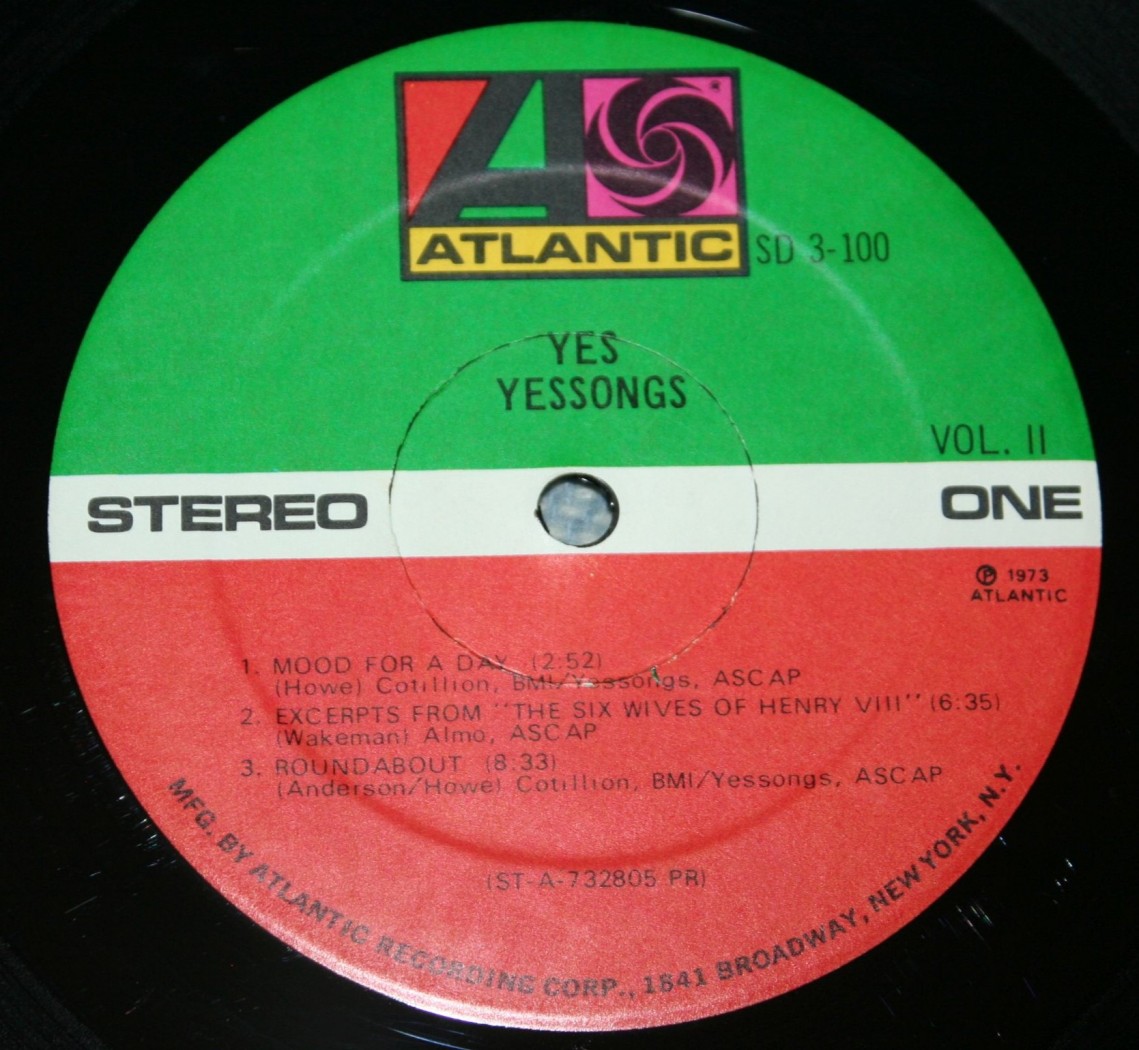 ATLANTIC
SD 3-100
YES
YESSONGS
VOL. II
STEREO
ONE
Ⓟ 1973
ATLANTIC
1. MOOD FOR A DAY (2:52)
(Howe) Cotillion, BMI/Yessongs, ASCAP
2. EXCERPTS FROM "THE SIX WIVES OF HENRY VIII" (6:35)
(Wakeman) Almo, ASCAP
3. ROUNDABOUT (8:33)
(Anderson/Howe) Cotillion, BMI/Yessongs, ASCAP
(ST-A-732805 PR)
MFG. BY ATLANTIC RECORDING CORP., 1841 BROADWAY, NEW YORK, N.Y.